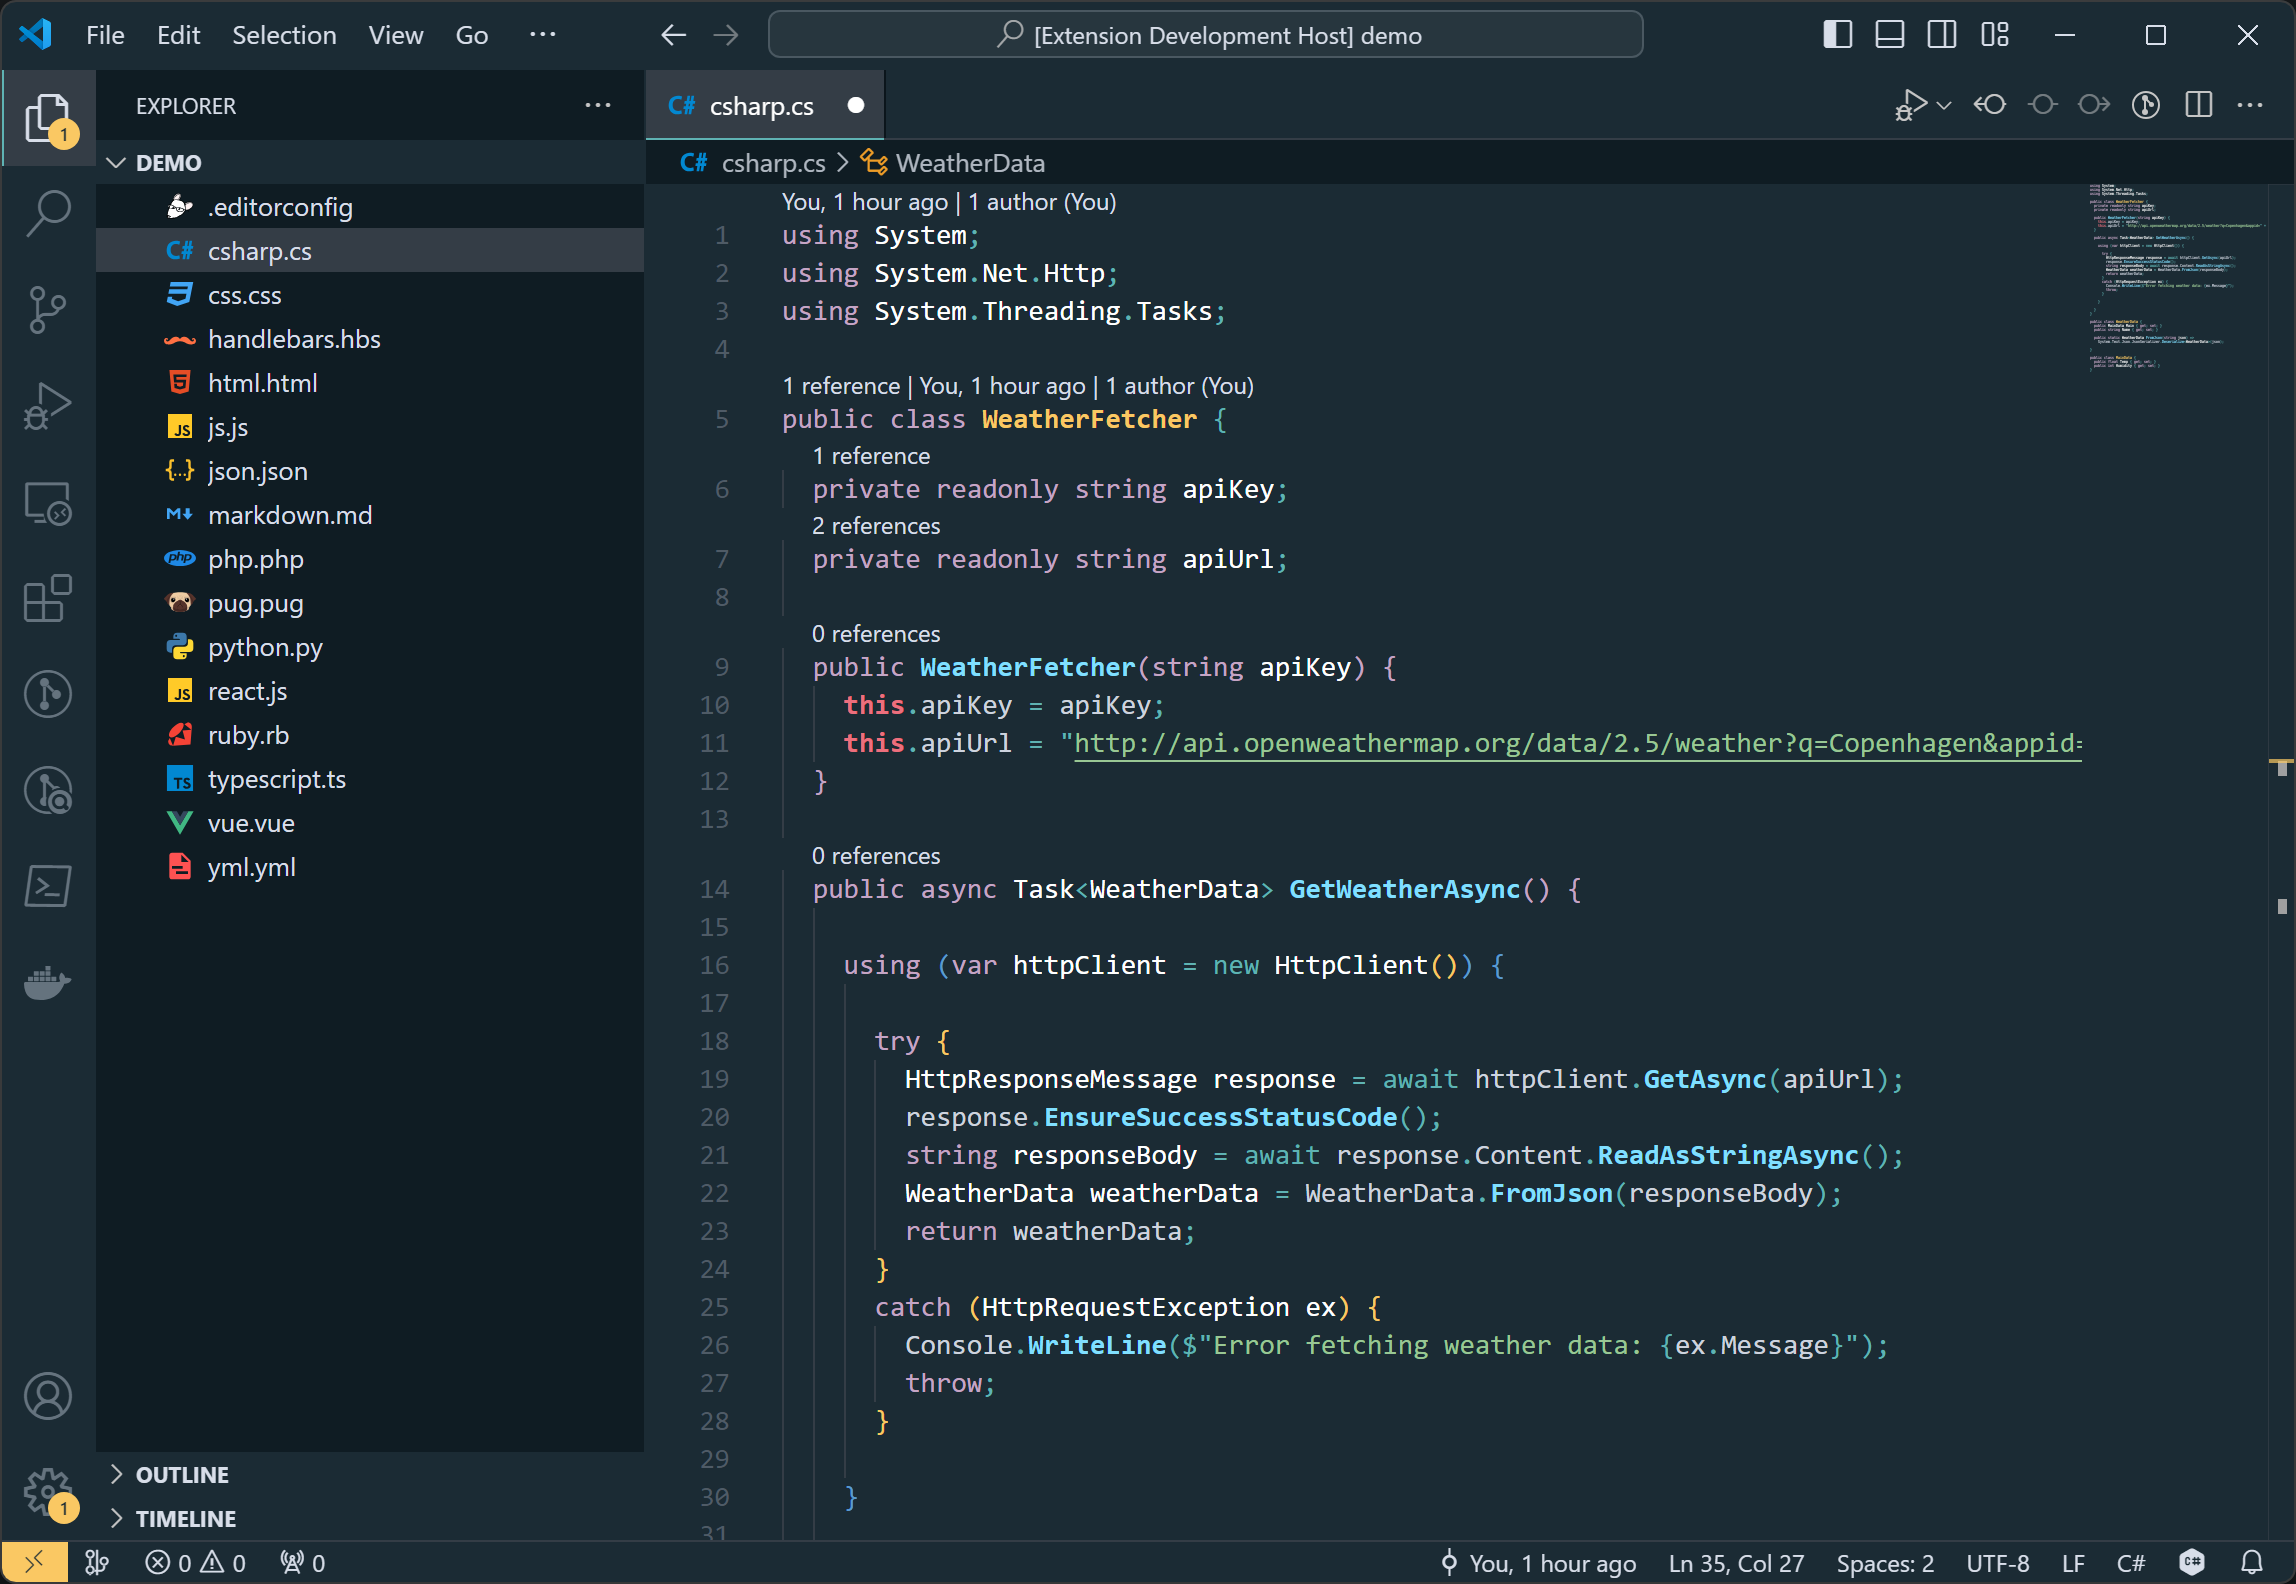 File Edit Selection View Go ··· [Extension Development Host] demo
EXPLORER ···
1
DEMO
.editorconfig
C# csharp.cs
css.css
handlebars.hbs
html.html
JS js.js
{..} json.json
M↓ markdown.md
php php.php
pug.pug
python.py
JS react.js
ruby.rb
TS typescript.ts
vue.vue
yml.yml
OUTLINE
TIMELINE
1
C# csharp.cs
C# csharp.cs > WeatherData
You, 1 hour ago | 1 author (You)
1 using System;
2 using System.Net.Http;
3 using System.Threading.Tasks;
4
1 reference | You, 1 hour ago | 1 author (You)
5 public class WeatherFetcher {
1 reference
6 private readonly string apiKey;
2 references
7 private readonly string apiUrl;
8
0 references
9 public WeatherFetcher(string apiKey) {
10 this.apiKey = apiKey;
11 this.apiUrl = "http://api.openweathermap.org/data/2.5/weather?q=Copenhagen&appid=
12 }
13
0 references
14 public async Task<WeatherData> GetWeatherAsync() {
15
16 using (var httpClient = new HttpClient()) {
17
18 try {
19 HttpResponseMessage response = await httpClient.GetAsync(apiUrl);
20 response.EnsureSuccessStatusCode();
21 string responseBody = await response.Content.ReadAsStringAsync();
22 WeatherData weatherData = WeatherData.FromJson(responseBody);
23 return weatherData;
24 }
25 catch (HttpRequestException ex) {
26 Console.WriteLine($"Error fetching weather data: {ex.Message}");
27 throw;
28 }
29
30 }
31
0 0 0 You, 1 hour ago Ln 35, Col 27 Spaces: 2 UTF-8 LF C# C#